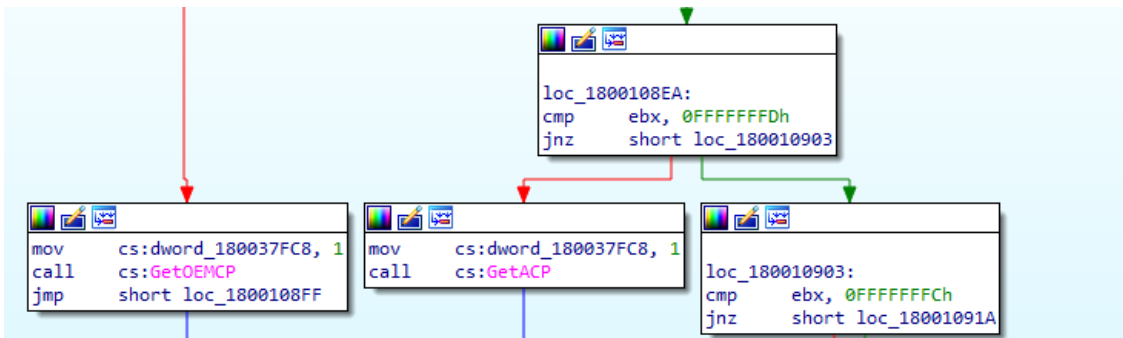 loc_1800108EA:
cmp ebx, 0FFFFFFFDh
jnz short loc_180010903
mov cs:dword_180037FC8, 1
call cs:GetOEMCP
jmp short loc_1800108FF
mov cs:dword_180037FC8, 1
call cs:GetACP
loc_180010903:
cmp ebx, 0FFFFFFFCh
jnz short loc_18001091A